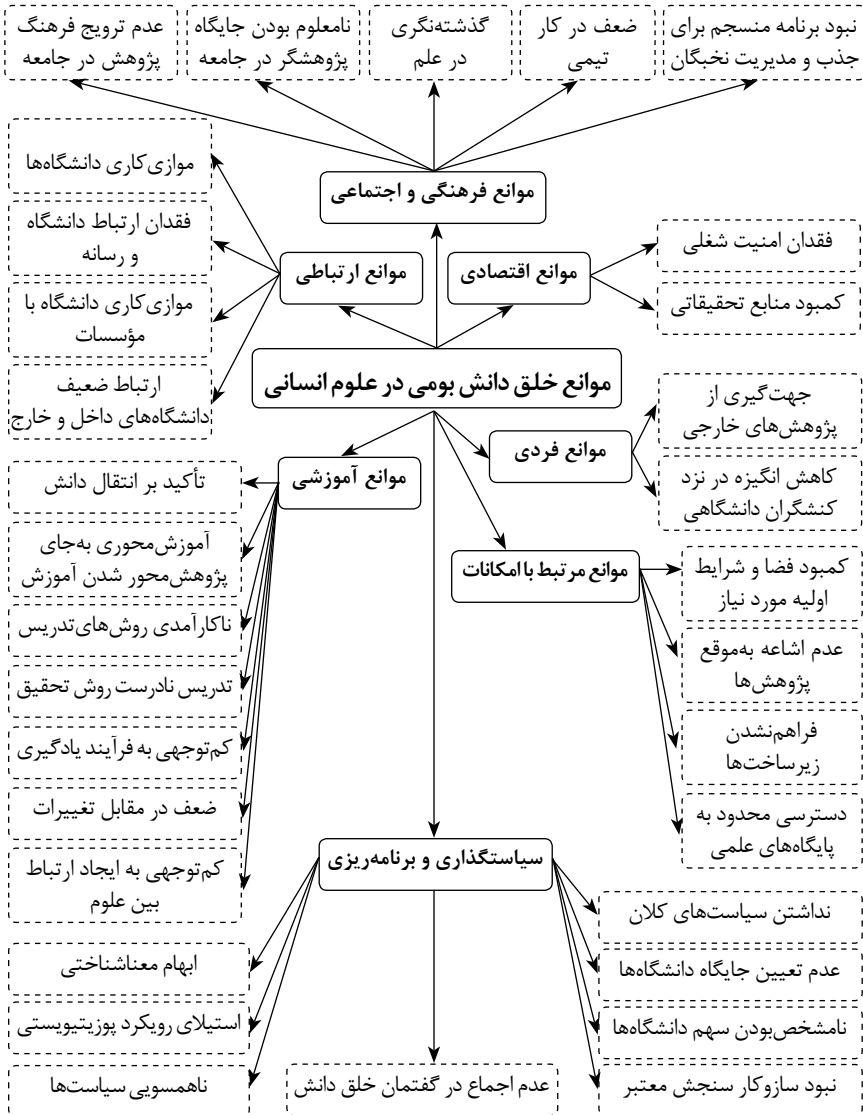 نبود برنامه منسجم برای
جذب و مدیریت نخبگان
ضعف در کار
تیمی
گذشته‌نگری
در علم
نامعلوم بودن جایگاه
پژوهشگر در جامعه
عدم ترویج فرهنگ
پژوهش در جامعه
موانع فرهنگی و اجتماعی
موازی‌کاری دانشگاه‌ها
فقدان ارتباط دانشگاه
و رسانه
موازی‌کاری دانشگاه با
مؤسسات
ارتباط ضعیف
دانشگاه‌های داخل و خارج
موانع ارتباطی
موانع اقتصادی
فقدان امنیت شغلی
کمبود منابع تحقیقاتی
موانع خلق دانش بومی در علوم انسانی
جهت‌گیری از
پژوهش‌های خارجی
کاهش انگیزه در نزد
کنشگران دانشگاهی
موانع فردی
موانع آموزشی
تأکید بر انتقال دانش
آموزش‌محوری به‌جای
پژوهش‌محور شدن آموزش
ناکارآمدی روش‌های تدریس
تدریس نادرست روش تحقیق
کم‌توجهی به فرآیند یادگیری
ضعف در مقابل تغییرات
کم‌توجهی به ایجاد ارتباط
بین علوم
موانع مرتبط با امکانات
کمبود فضا و شرایط
اولیه مورد نیاز
عدم اشاعه به‌موقع
پژوهش‌ها
فراهم‌نشدن
زیرساخت‌ها
دسترسی محدود به
پایگاه‌های علمی
سیاستگذاری و برنامه‌ریزی
نداشتن سیاست‌های کلان
عدم تعیین جایگاه دانشگاه‌ها
نامشخص‌بودن سهم دانشگاه‌ها
نبود سازوکار سنجش معتبر
عدم اجماع در گفتمان خلق دانش
ابهام معناشناختی
استیلای رویکرد پوزیتیویستی
ناهمسویی سیاست‌ها